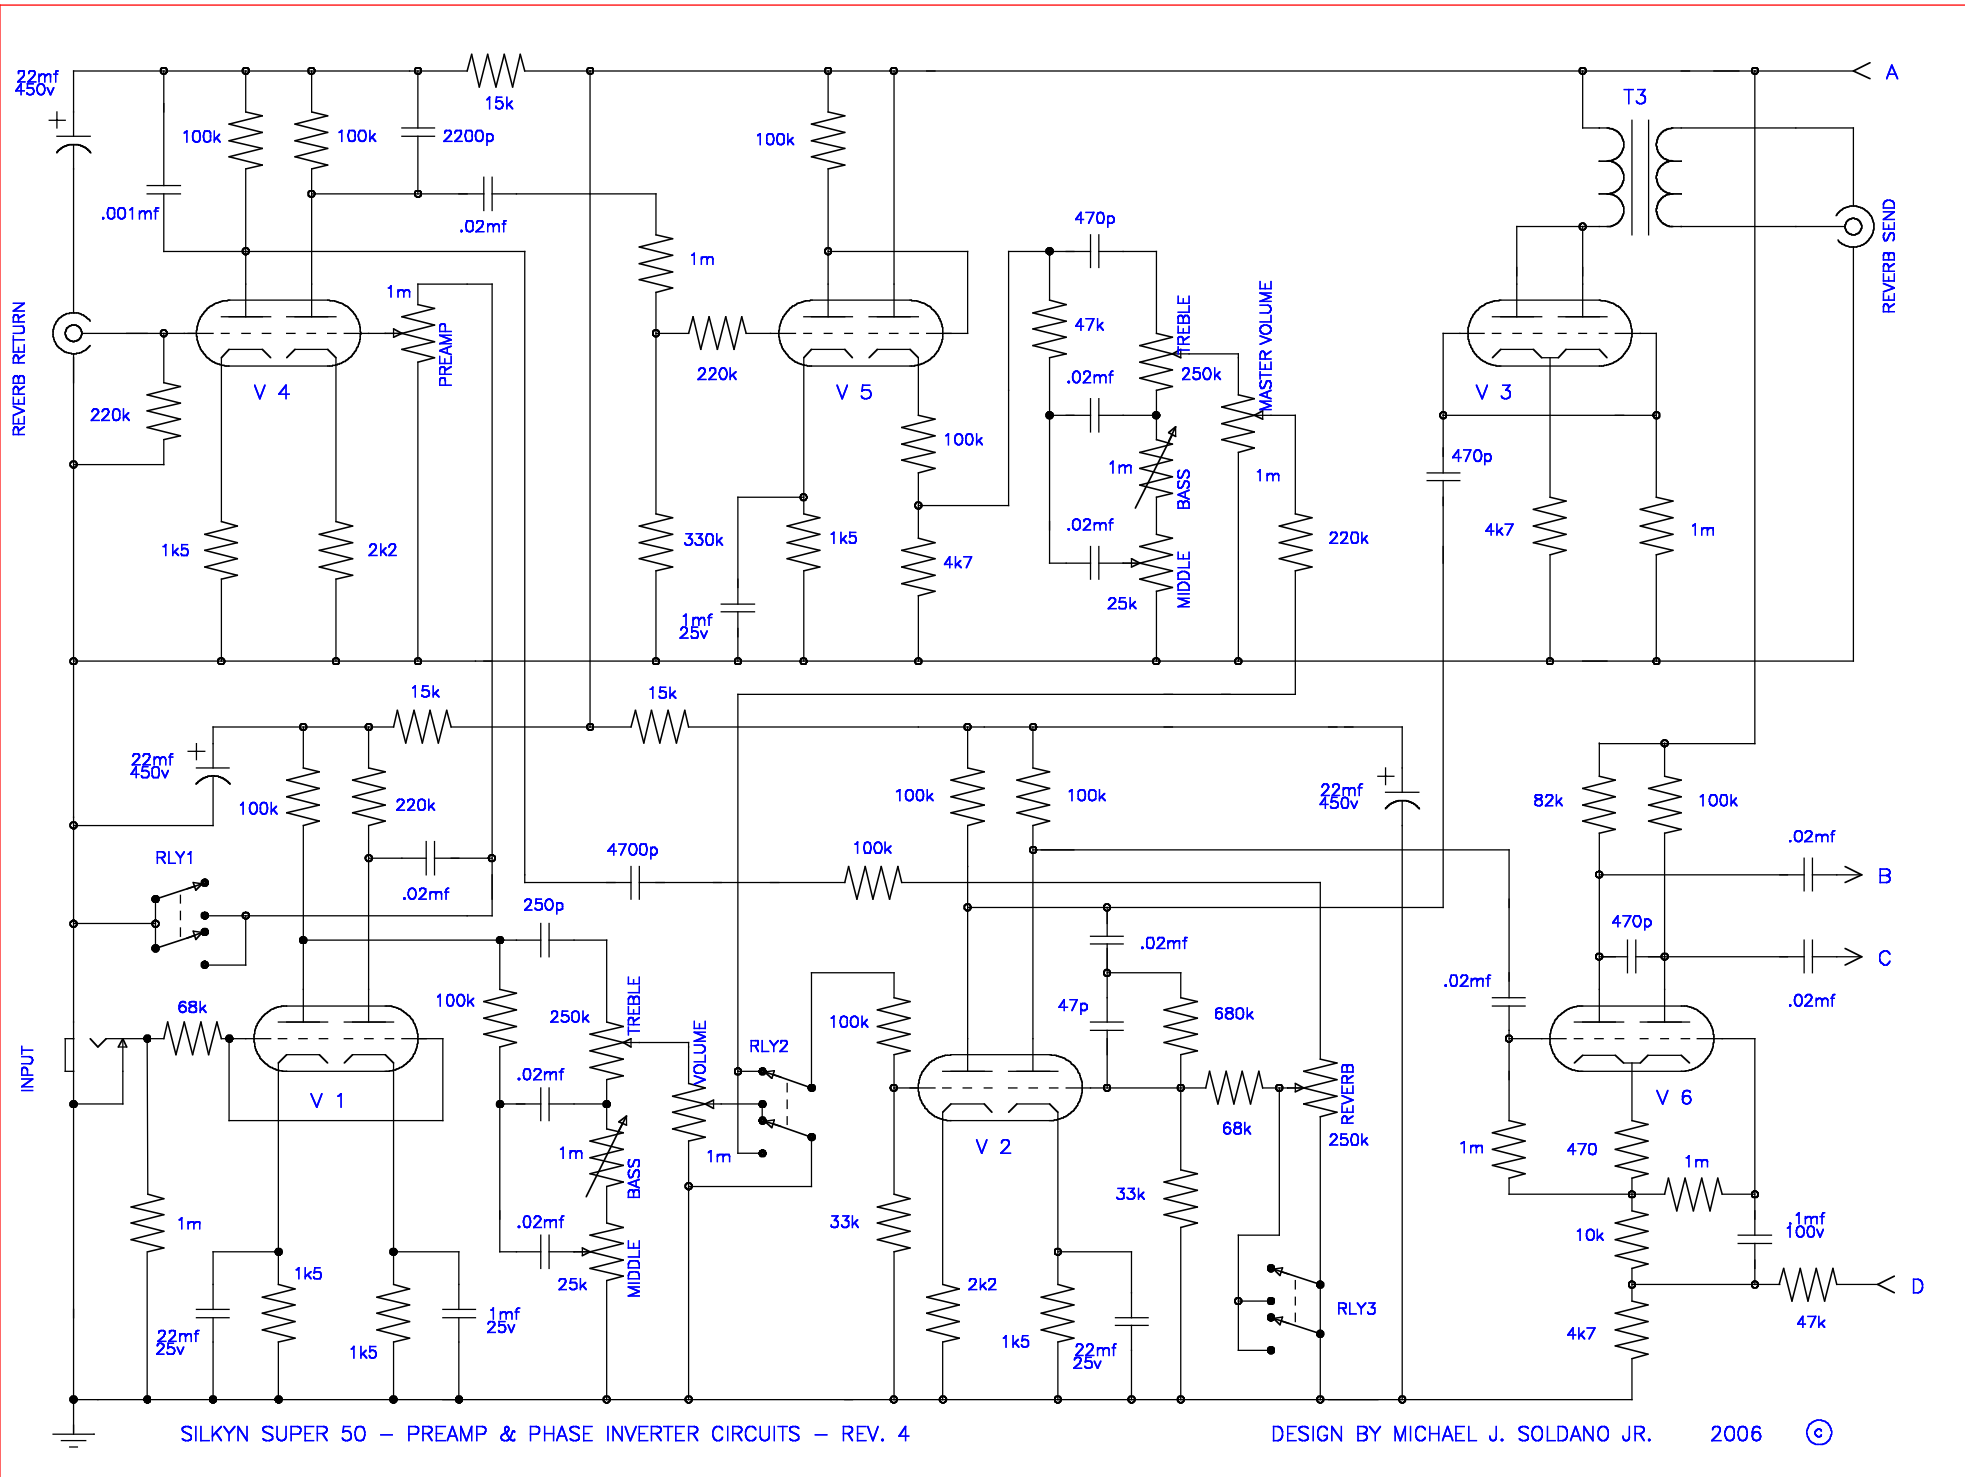 22mf
450v
15k
A
T3
100k
100k
2200p
100k
.001mf
.02mf
470p
REVERB SEND
1m
1m
PREAMP
REVERB RETURN
47k
TREBLE
MASTER VOLUME
220k
.02mf
250k
V 4
V 5
V 3
220k
100k
1m
BASS
1m
470p
1k5
2k2
330k
1k5
4k7
.02mf
220k
4k7
1m
1mf
25v
25k
MIDDLE
15k
15k
22mf
450v
100k
220k
100k
100k
22mf
450v
82k
100k
RLY1
.02mf
4700p
100k
.02mf
B
250p
.02mf
470p
C
68k
100k
250k
TREBLE
VOLUME
RLY2
100k
47p
680k
.02mf
.02mf
INPUT
.02mf
V 1
V 2
68k
REVERB
250k
V 6
1m
BASS
1m
33k
33k
1m
470
1m
1m
.02mf
25k
MIDDLE
10k
1mf
100v
1k5
2k2
RLY3
D
22mf
25v
1k5
1mf
25v
1k5
22mf
25v
4k7
47k
SILKYN SUPER 50 – PREAMP & PHASE INVERTER CIRCUITS – REV. 4
DESIGN BY MICHAEL J. SOLDANO JR. 2006 ©